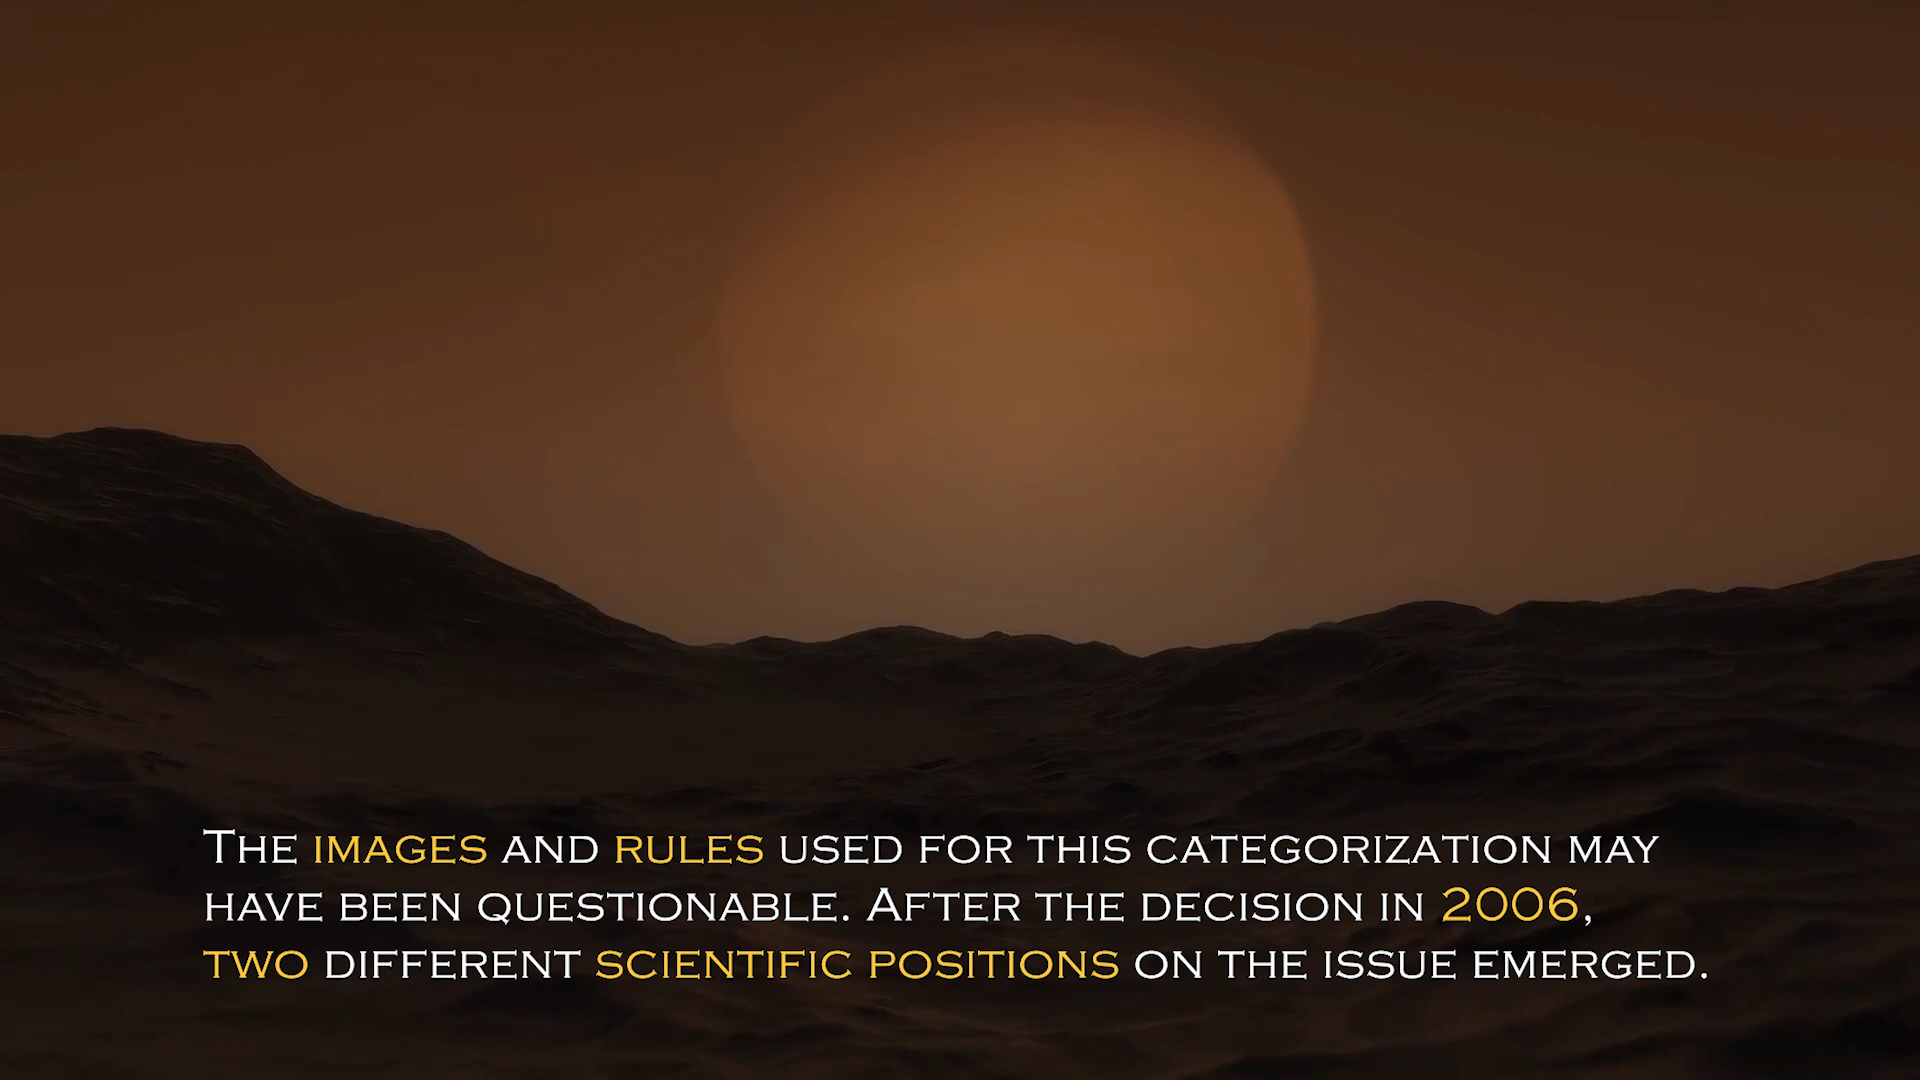 The images and rules used for this categorization may
have been questionable. After the decision in 2006,
two different scientific positions on the issue emerged.